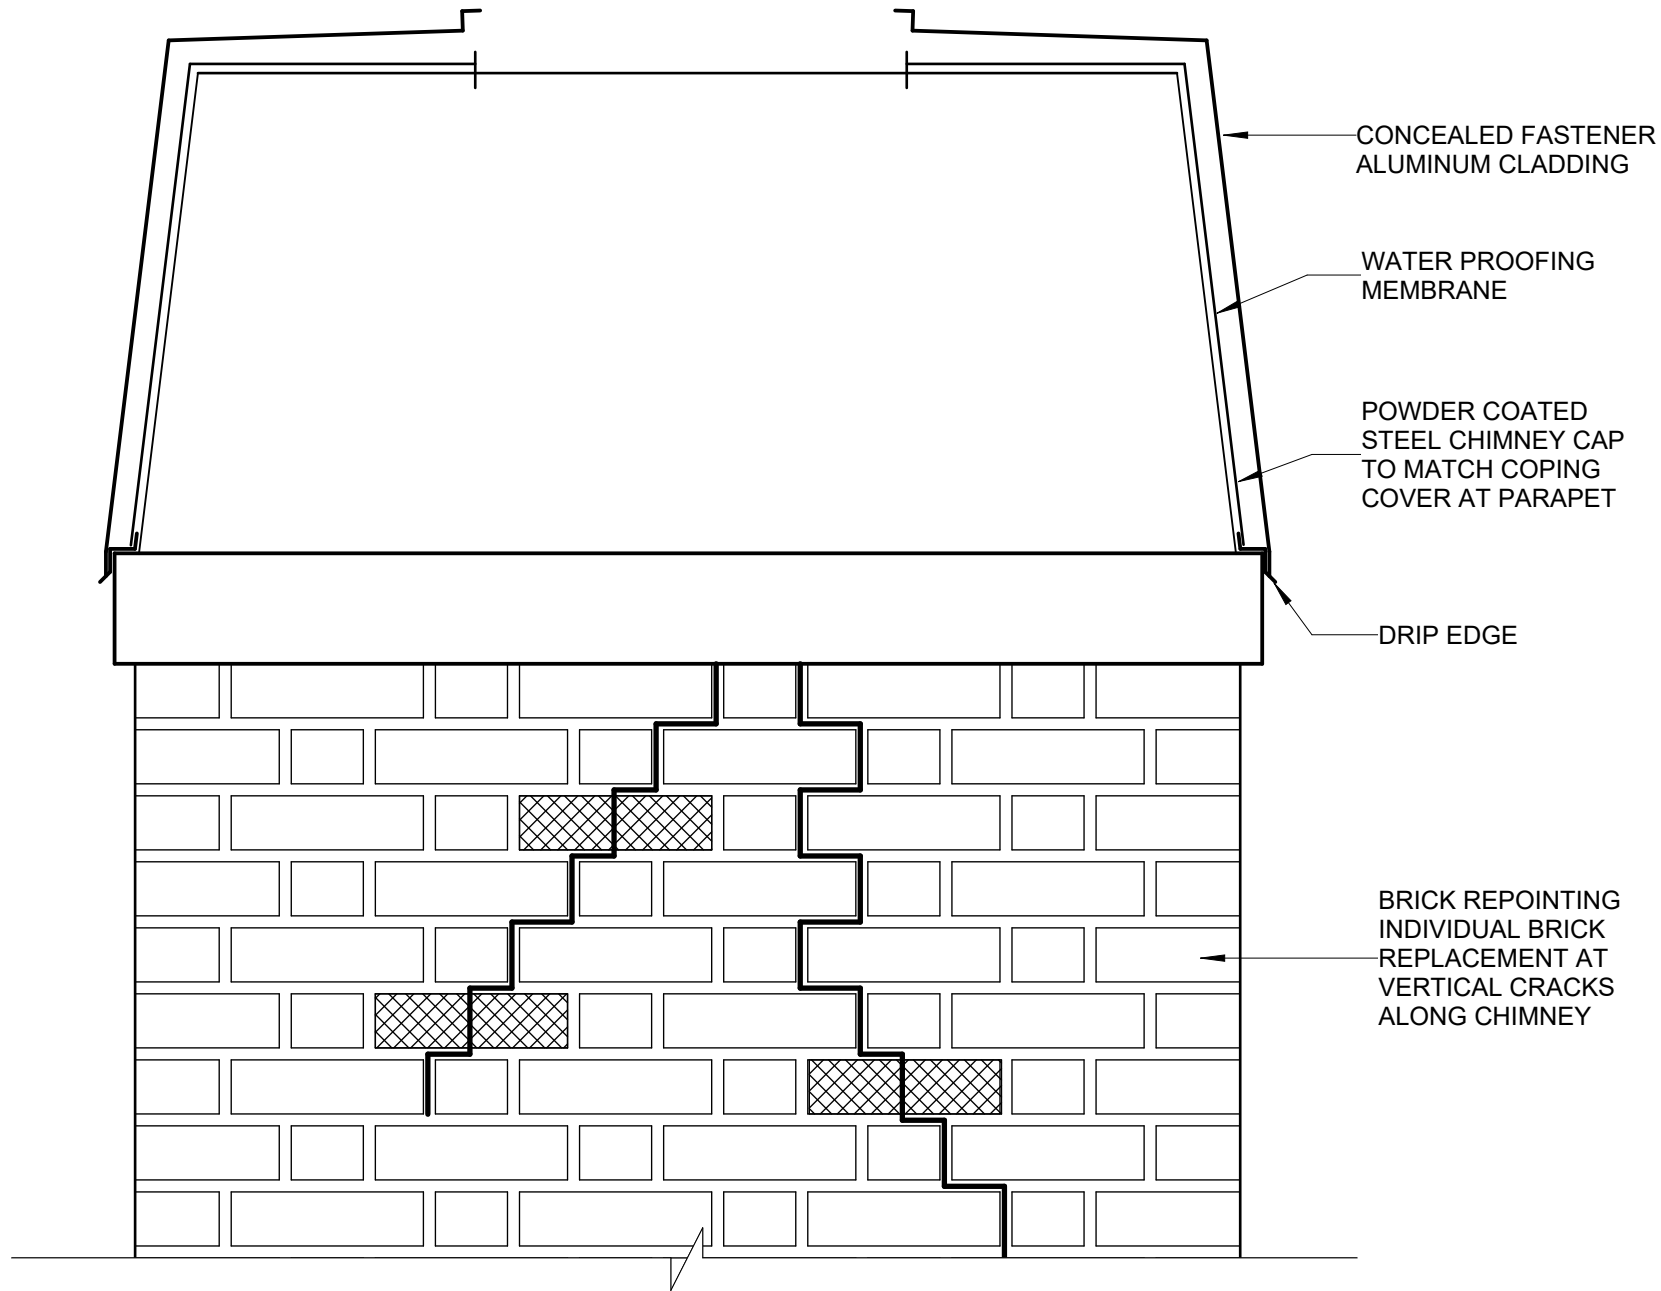 CONCEALED FASTENER
ALUMINUM CLADDING
WATER PROOFING
MEMBRANE
POWDER COATED
STEEL CHIMNEY CAP
TO MATCH COPING
COVER AT PARAPET
DRIP EDGE
BRICK REPOINTING
INDIVIDUAL BRICK
REPLACEMENT AT
VERTICAL CRACKS
ALONG CHIMNEY